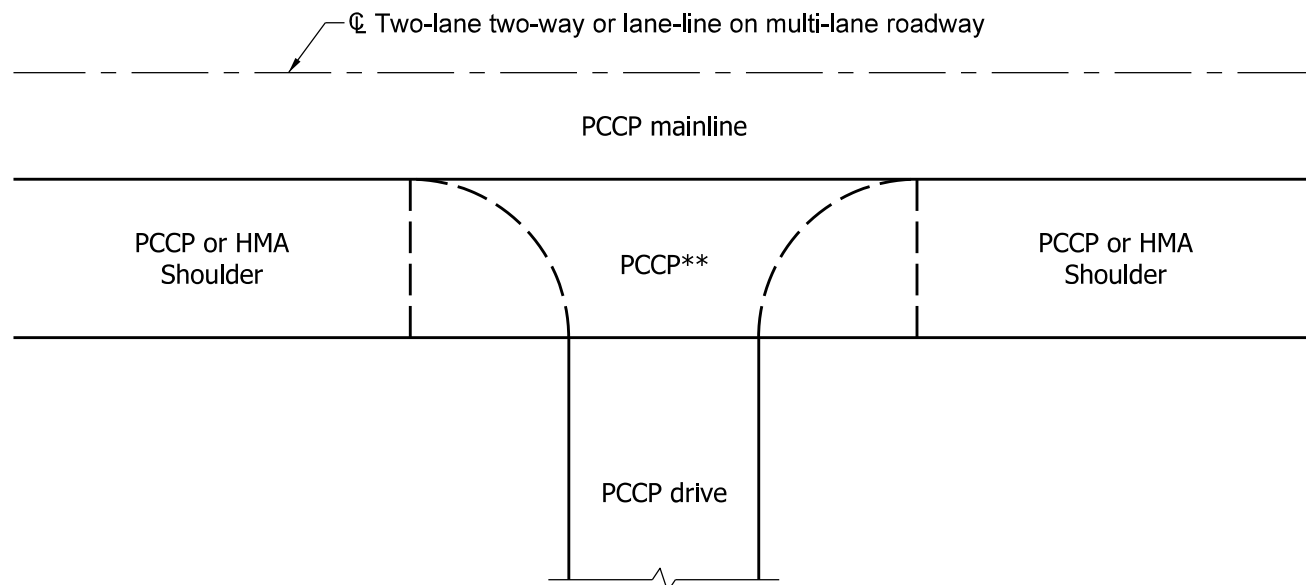 ℄ Two-lane two-way or lane-line on multi-lane roadway
PCCP mainline
PCCP or HMA
Shoulder
PCCP**
PCCP or HMA
Shoulder
PCCP drive